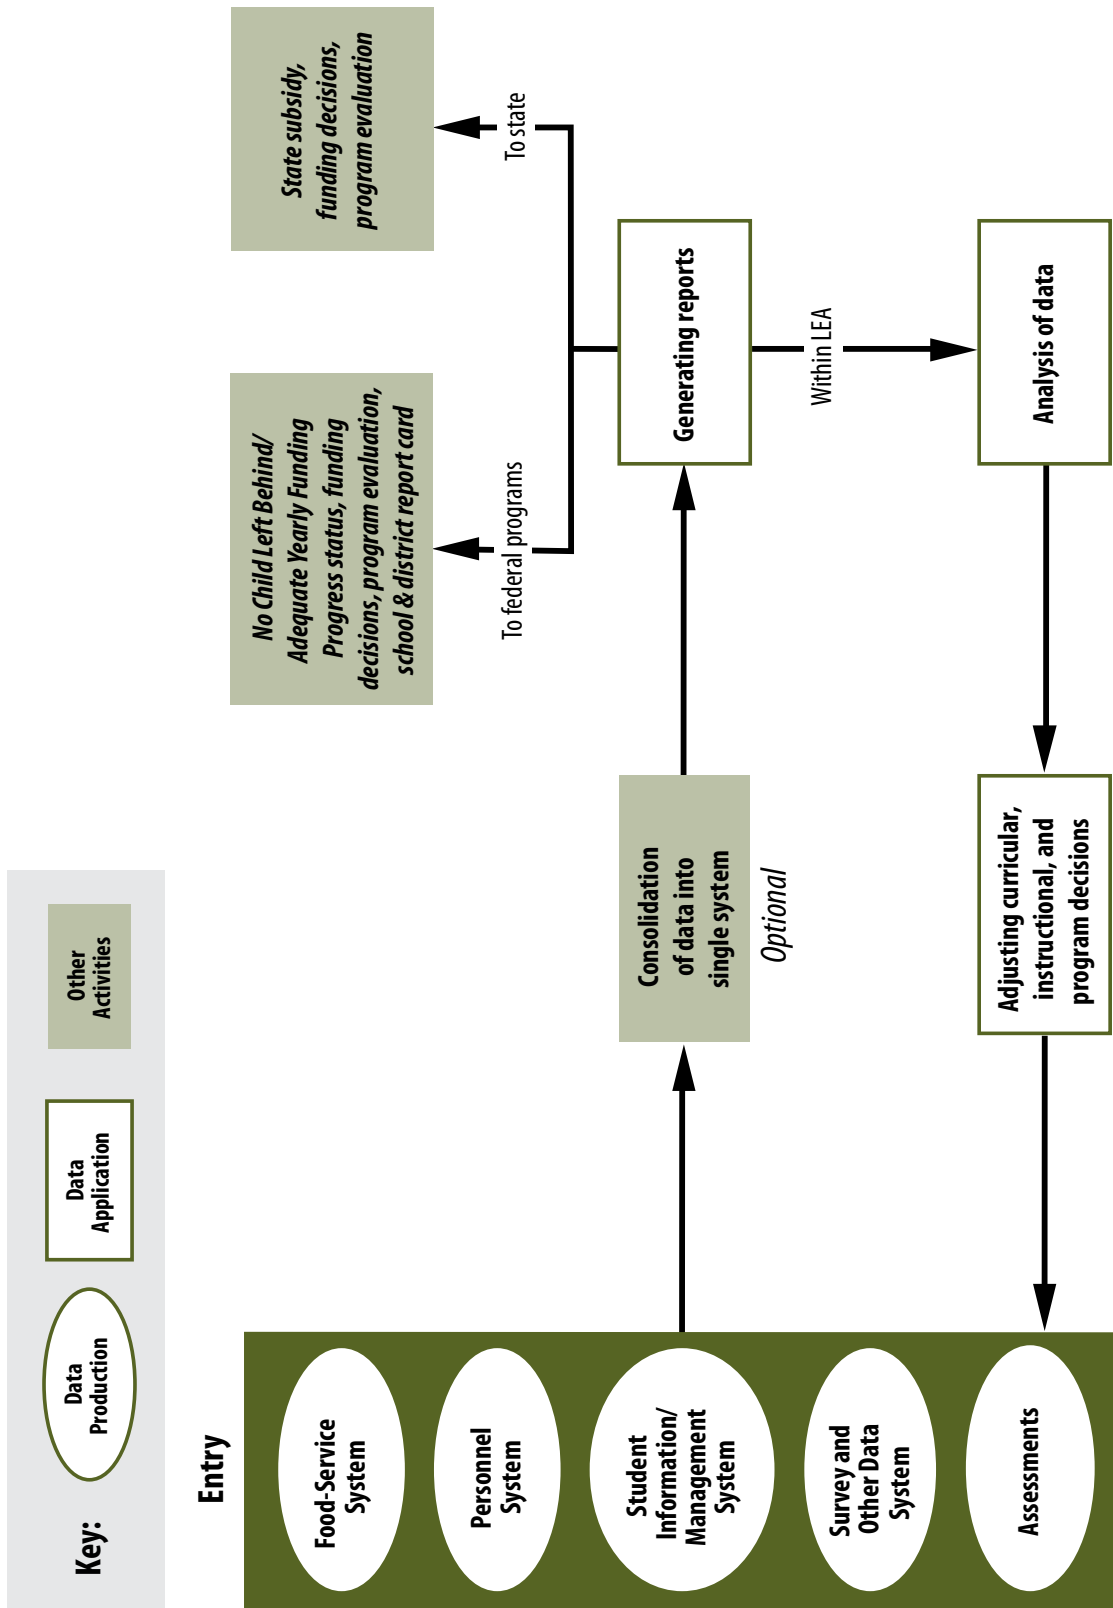 Key:
Data
Production
Data
Application
Other
Activities
Entry
Food-Service
System
Personnel
System
Student
Information/
Management
System
Survey and
Other Data
System
Assessments
Consolidation
of data into
single system
Optional
Generating reports
To federal programs
No Child Left Behind/
Adequate Yearly Funding
Progress status, funding
decisions, program evaluation,
school & district report card
To state
State subsidy,
funding decisions,
program evaluation
Within LEA
Analysis of data
Adjusting curricular,
instructional, and
program decisions